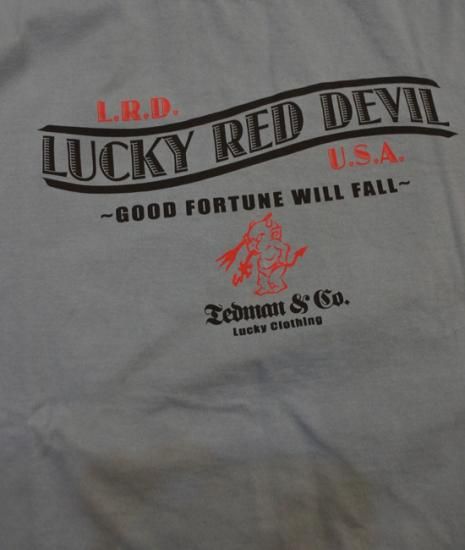 L.R.D.
LUCKY RED DEVIL
U.S.A.
~GOOD FORTUNE WILL FALL~
Tedman & Co.
Lucky Clothing